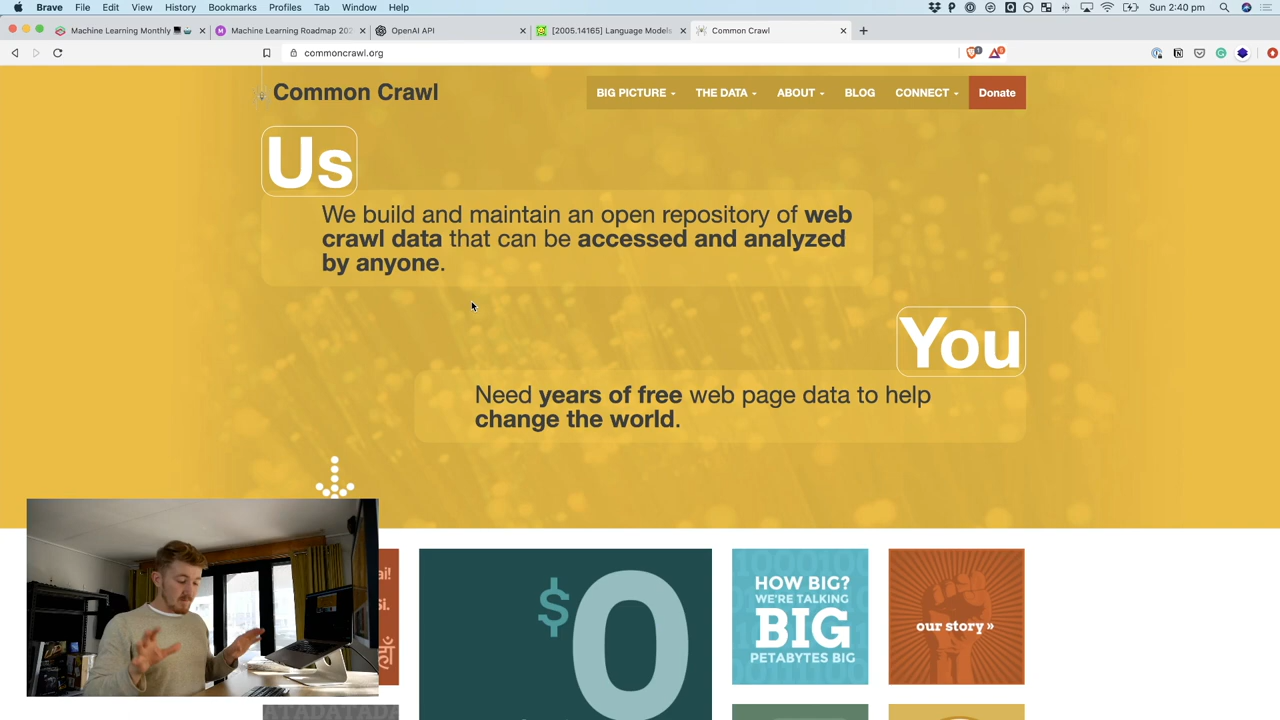 Brave File Edit View History Bookmarks Profiles Tab Window Help
Sun 2:40 pm
Machine Learning Monthly
Machine Learning Roadmap 202
OpenAI API
[2005.14165] Language Models
Common Crawl
commoncrawl.org
Common Crawl
BIG PICTURE THE DATA ABOUT BLOG CONNECT Donate
Us
We build and maintain an open repository of web
crawl data that can be accessed and analyzed
by anyone.
You
Need years of free web page data to help
change the world.
ai!
si.
$0
HOW BIG?
WE'RE TALKING
BIG
PETABYTES BIG
our story »